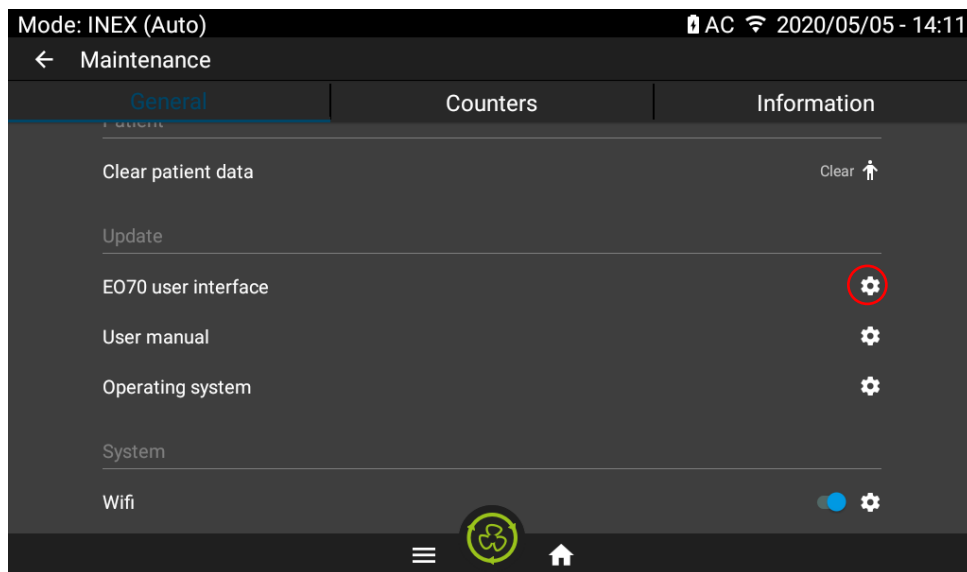 Mode: INEX (Auto) AC 2020/05/05 - 14:11
Maintenance
General Counters Information
Patient
Clear patient data Clear
Update
EO70 user interface
User manual
Operating system
System
Wifi